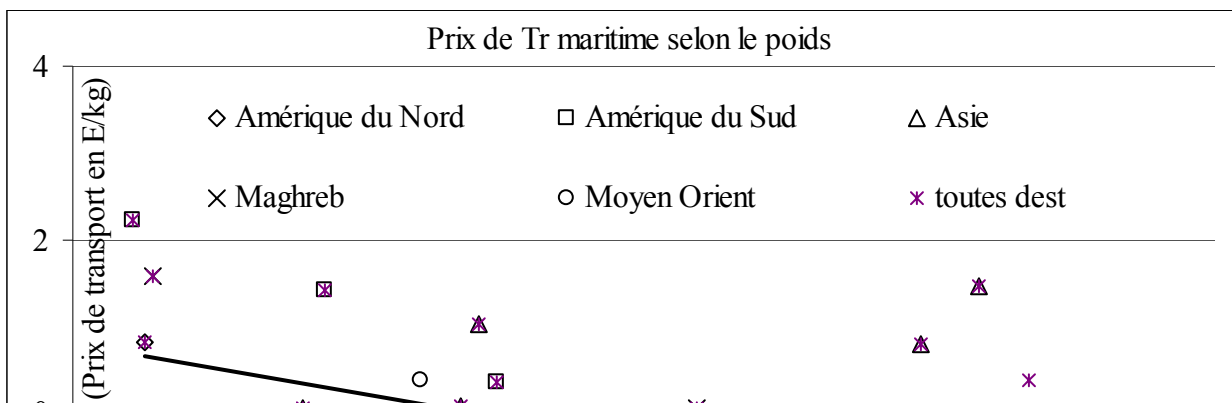 Prix de Tr maritime selon le poids
4
(Prix de transport en E/kg)
Amérique du Nord
Amérique du Sud
Asie
Maghreb
Moyen Orient
toutes dest
2